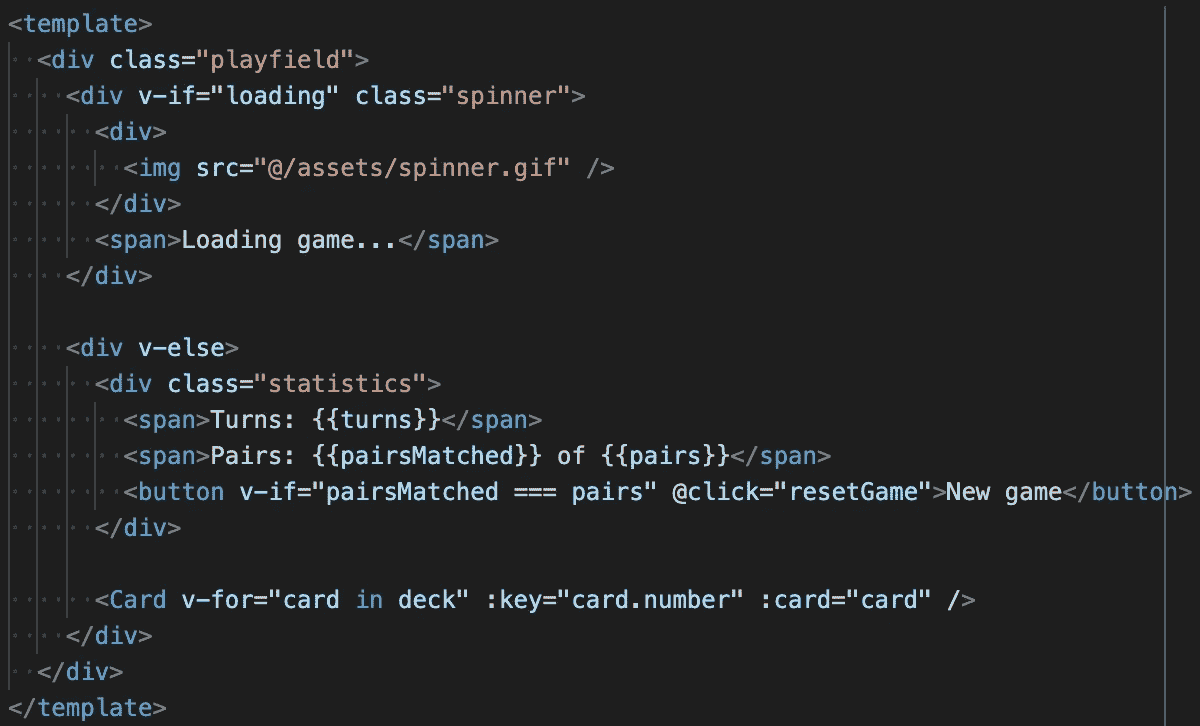 <template>
  <div class="playfield">
    <div v-if="loading" class="spinner">
      <div>
        <img src="@/assets/spinner.gif" />
      </div>
      <span>Loading game...</span>
    </div>

    <div v-else>
      <div class="statistics">
        <span>Turns: {{turns}}</span>
        <span>Pairs: {{pairsMatched}} of {{pairs}}</span>
        <button v-if="pairsMatched === pairs" @click="resetGame">New game</button>
      </div>

      <Card v-for="card in deck" :key="card.number" :card="card" />
    </div>
  </div>
</template>